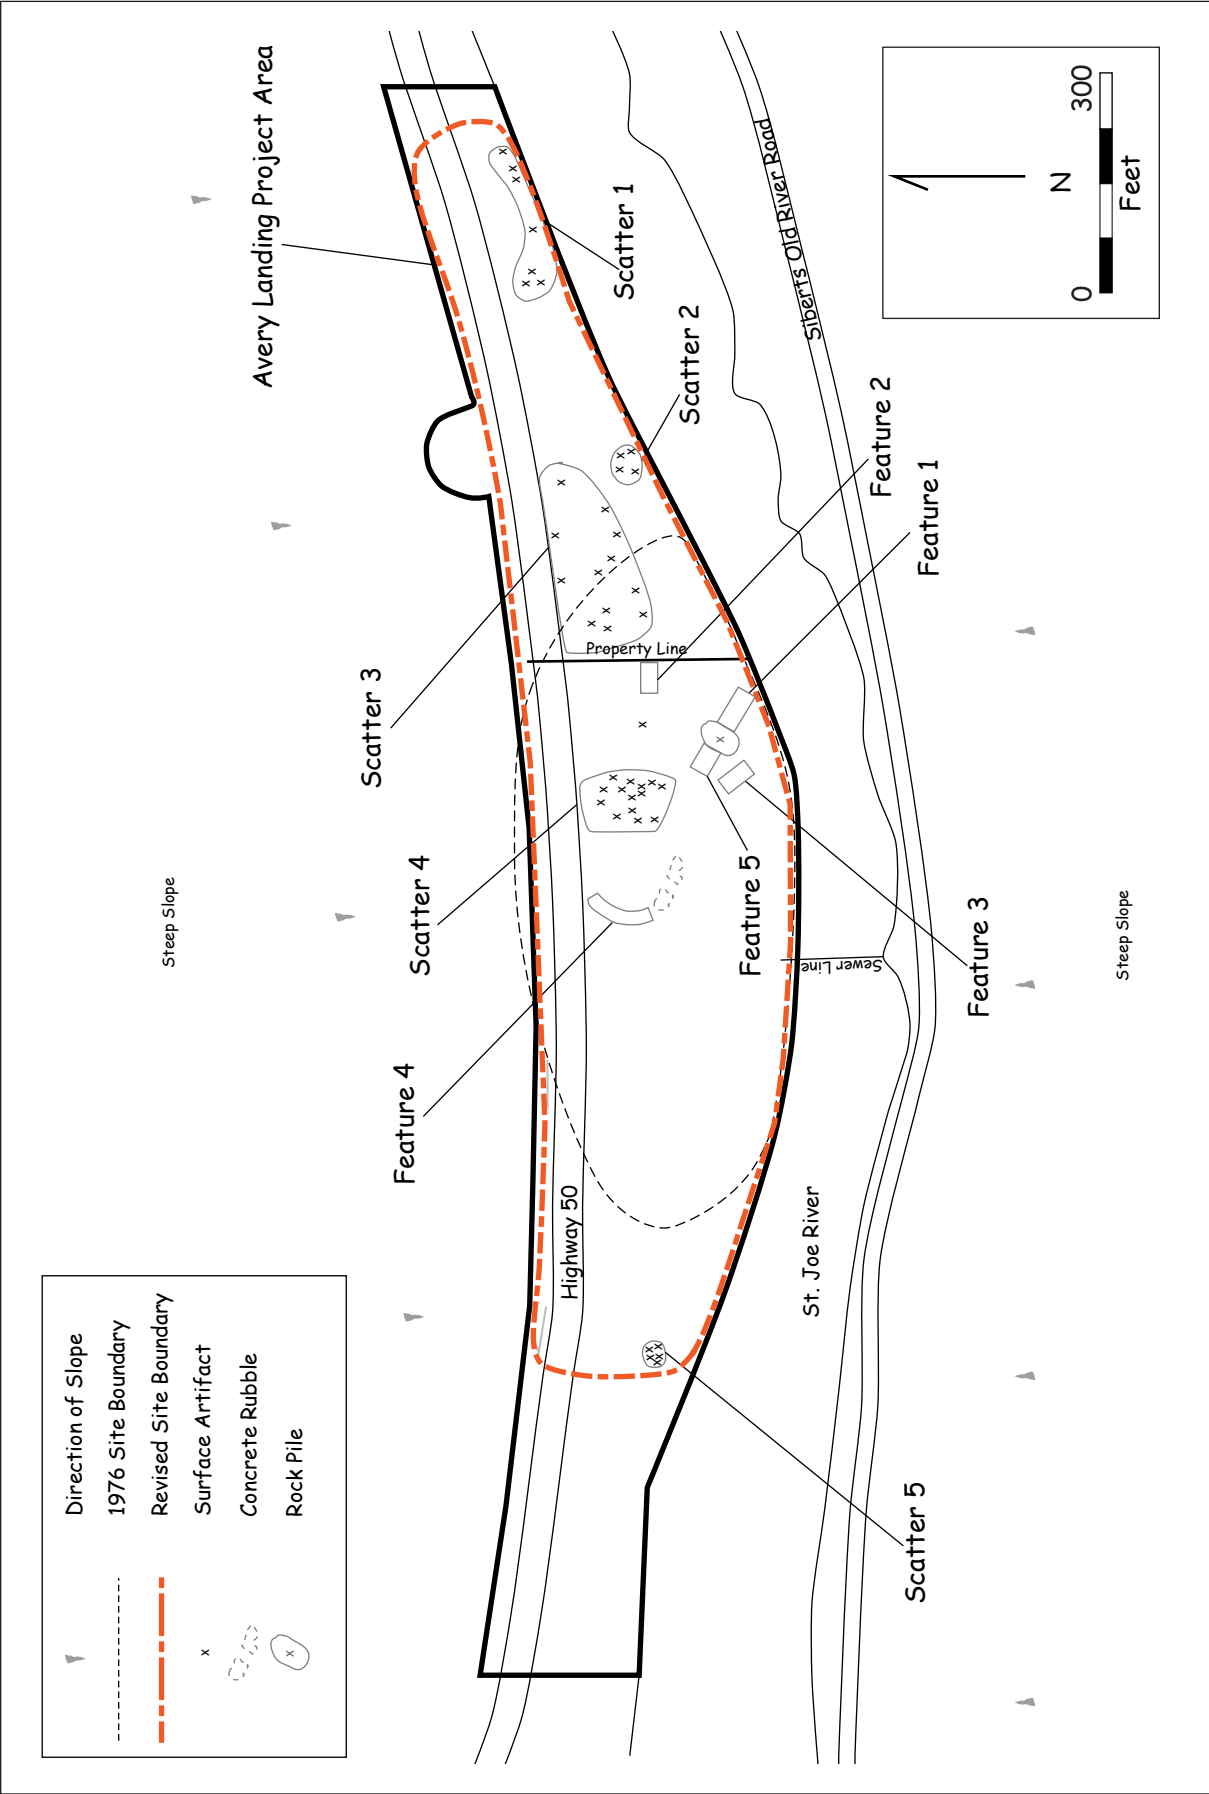 Direction of Slope
1976 Site Boundary
Revised Site Boundary
Surface Artifact
Concrete Rubble
Rock Pile
Steep Slope
Avery Landing Project Area
Scatter 3
Scatter 4
Feature 4
Highway 50
Property Line
Scatter 1
Scatter 2
Feature 2
Feature 1
Feature 5
Feature 3
Sewer Line
St. Joe River
Scatter 5
Siberts Old River Road
Steep Slope
N
0 300
Feet